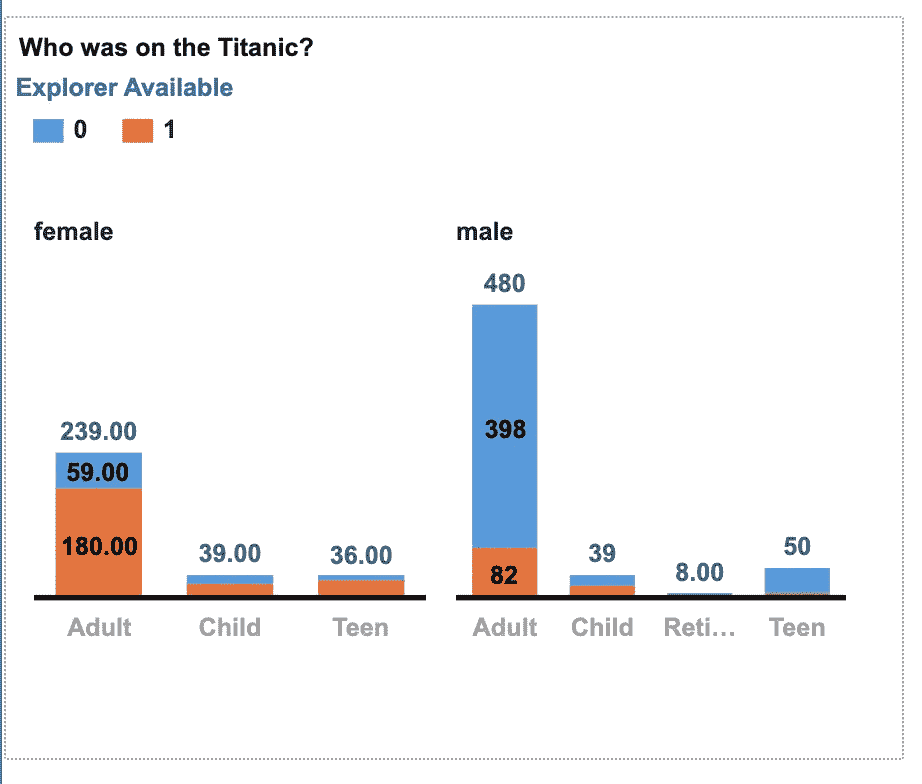 Who was on the Titanic?
Explorer Available
0 1
female male
480
398
239.00
59.00
180.00
39.00 36.00
82
39 8.00 50
Adult Child Teen Adult Child Reti... Teen